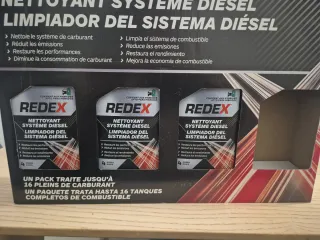 NETTOYANT SYSTÈME DIESEL
LIMPIADOR DEL SISTEMA DIÉSEL
Nettoie le système de carburant
Réduit les émissions
Restaure les performances
Diminue la consommation de carburant
Limpia el sistema de combustible
Reduce las emisiones
Restaura el rendimiento
Mejora la economía de combustible
REDEX
NETTOYANT
SYSTÈME DIESEL
LIMPIADOR DEL
SISTEMA DIÉSEL
REDEX
NETTOYANT
SYSTÈME DIESEL
LIMPIADOR DEL
SISTEMA DIÉSEL
REDEX
NETTOYANT
SYSTÈME DIESEL
LIMPIADOR DEL
SISTEMA DIÉSEL
UN PACK TRAITE JUSQU'À
16 PLEINS DE CARBURANT
UN PAQUETE TRATA HASTA 16 TANQUES
COMPLETOS DE COMBUSTIBLE